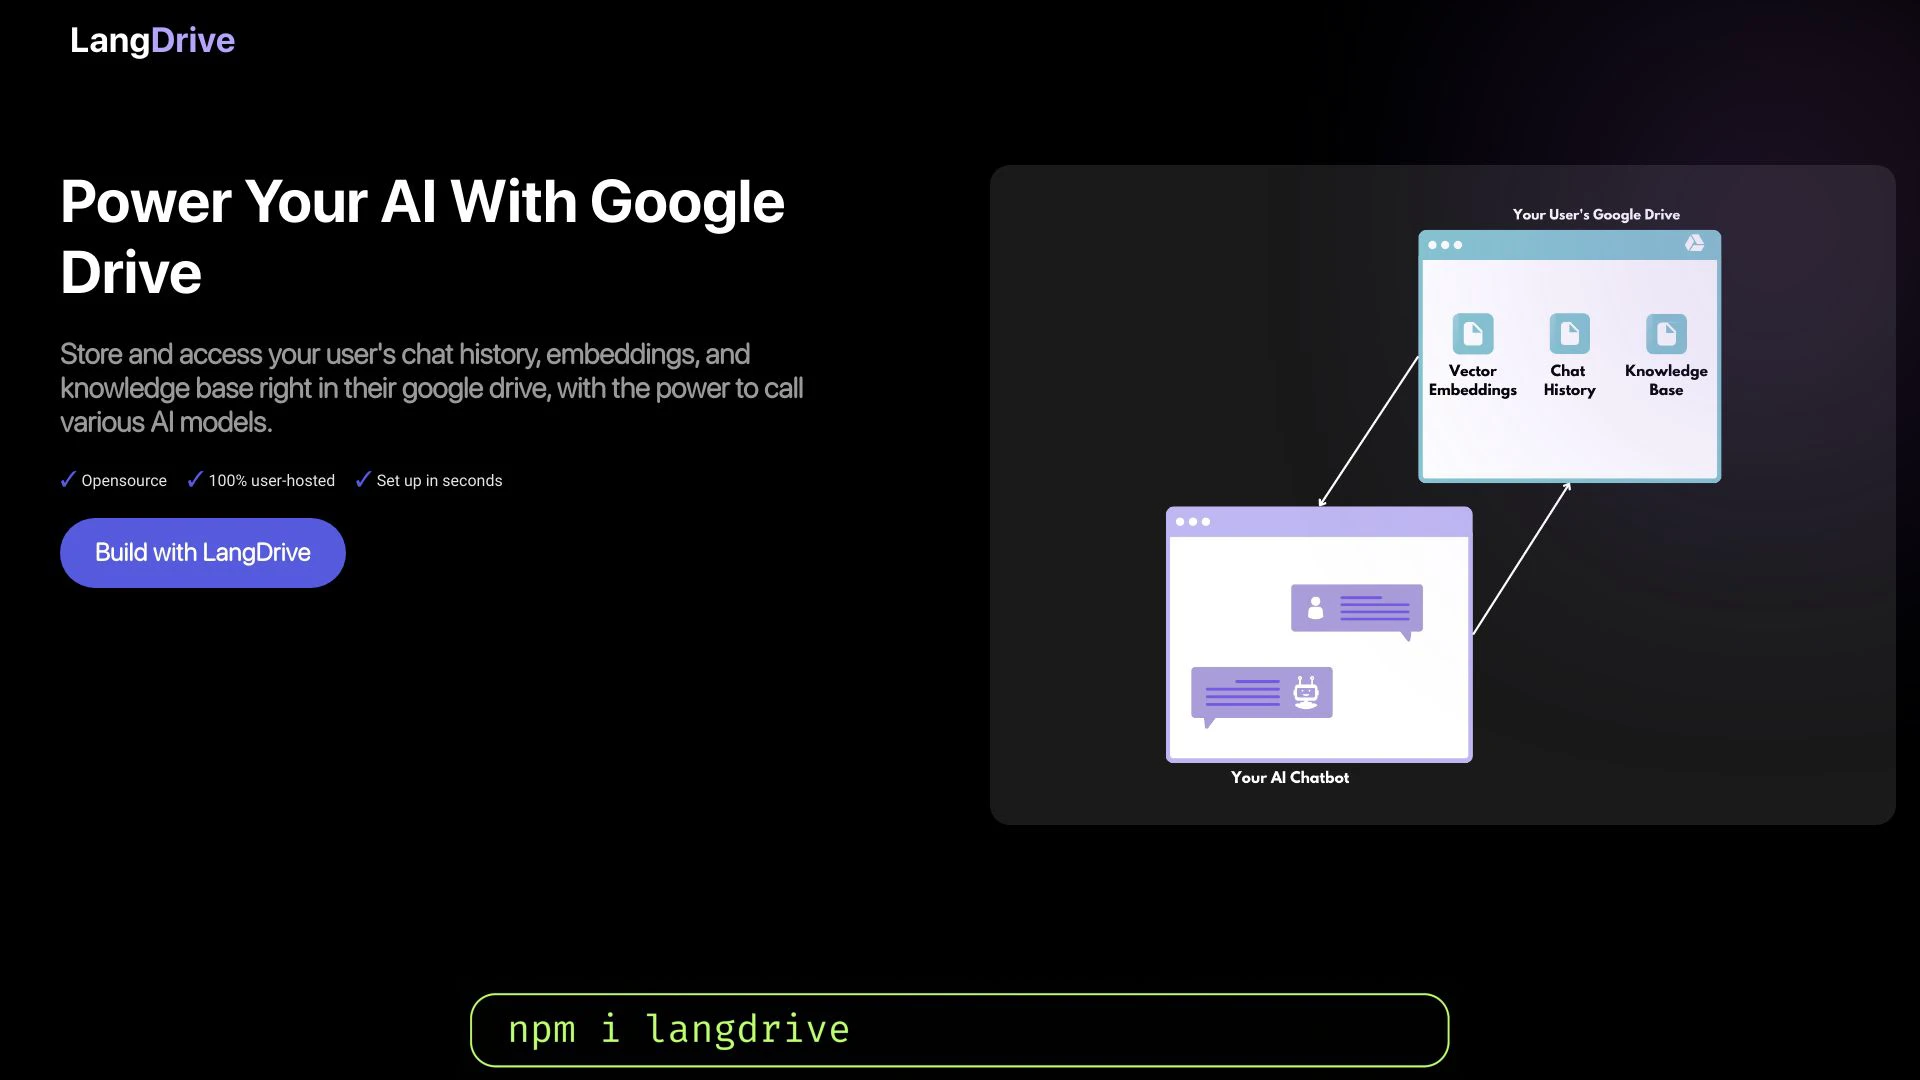 LangDrive
Power Your AI With Google
Drive
Store and access your user's chat history, embeddings, and
knowledge base right in their google drive, with the power to call
various AI models.
✓ Opensource ✓ 100% user-hosted ✓ Set up in seconds
Build with LangDrive
Your User's Google Drive
Vector
Embeddings
Chat
History
Knowledge
Base
Your AI Chatbot
npm i langdrive